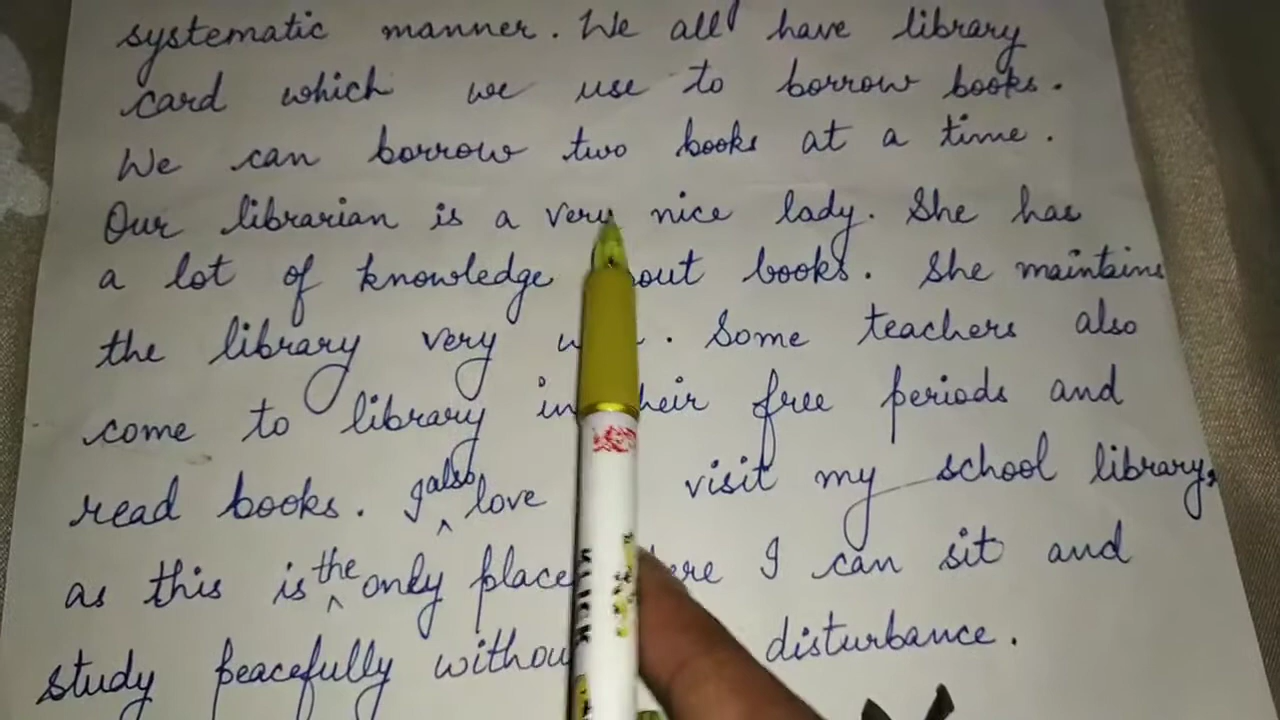 systematic manner. We all have library
card which we use to borrow books.
We can borrow two books at a time.
Our librarian is a very nice lady. She has
a lot of knowledge out books. She maintains
the library very . Some teachers also
come to library in heir free periods and
read books. I also love visit my school library,
as this is the only place ere I can sit and
study peacefully withou disturbance.